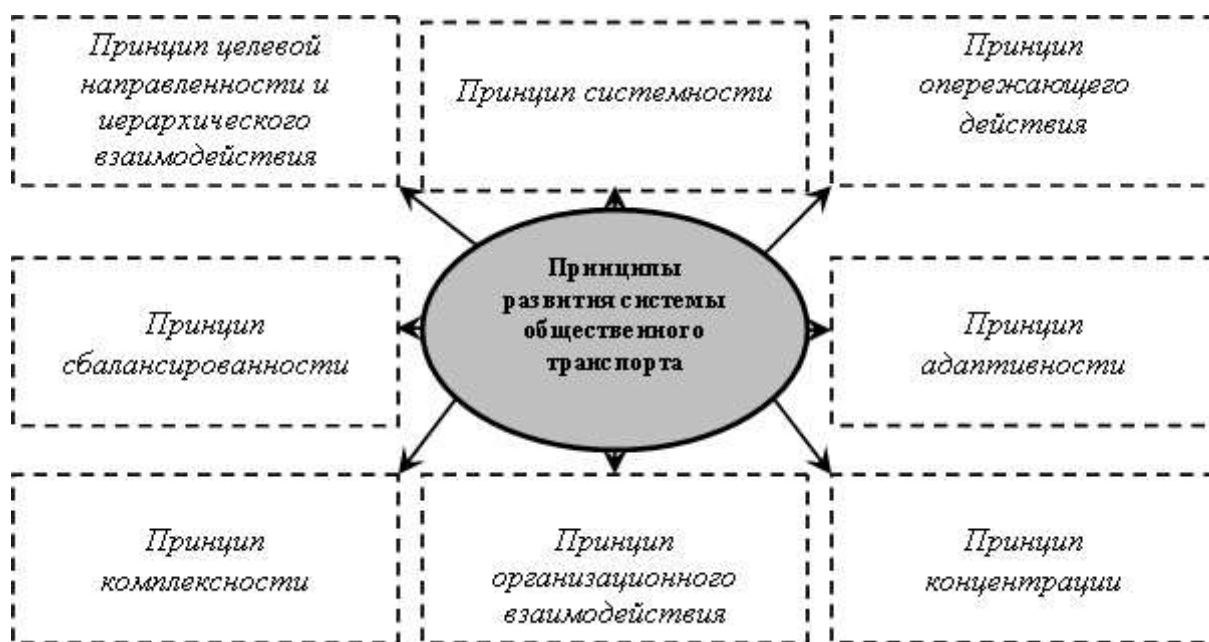 Принцип целевой
направленности и
иерархического
взаимодействия
Принцип системности
Принцип
опережающего
действия
Принцип
сбалансированности
Принципы
развития системы
общественного
транспорта
Принцип
адаптивности
Принцип
комплексности
Принцип
организационного
взаимодействия
Принцип
концентрации